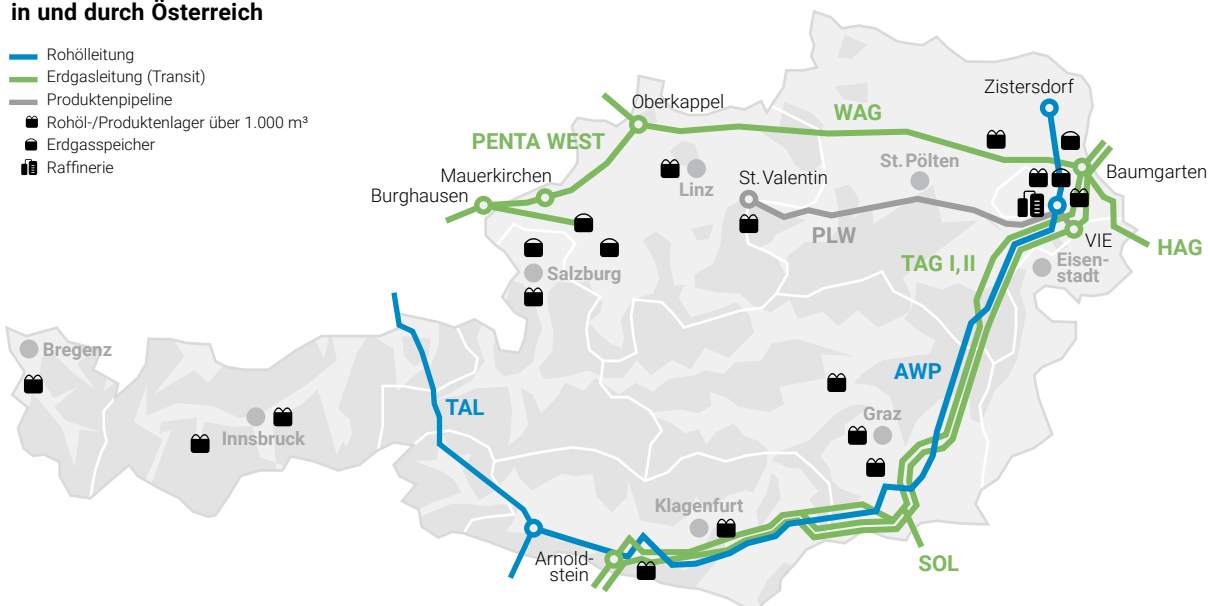 in und durch Österreich
Rohölleitung
Erdgasleitung (Transit)
Produktenpipeline
Rohöl-/Produktenlager über 1.000 m³
Erdgasspeicher
Raffinerie
Zistersdorf
Oberkappel
WAG
PENTA WEST
St. Pölten
Mauerkirchen
Linz
St. Valentin
Baumgarten
Burghausen
PLW
VIE
HAG
TAG I, II
Eisen-
stadt
Salzburg
Bregenz
AWP
TAL
Graz
Innsbruck
Klagenfurt
Arnold-
stein
SOL